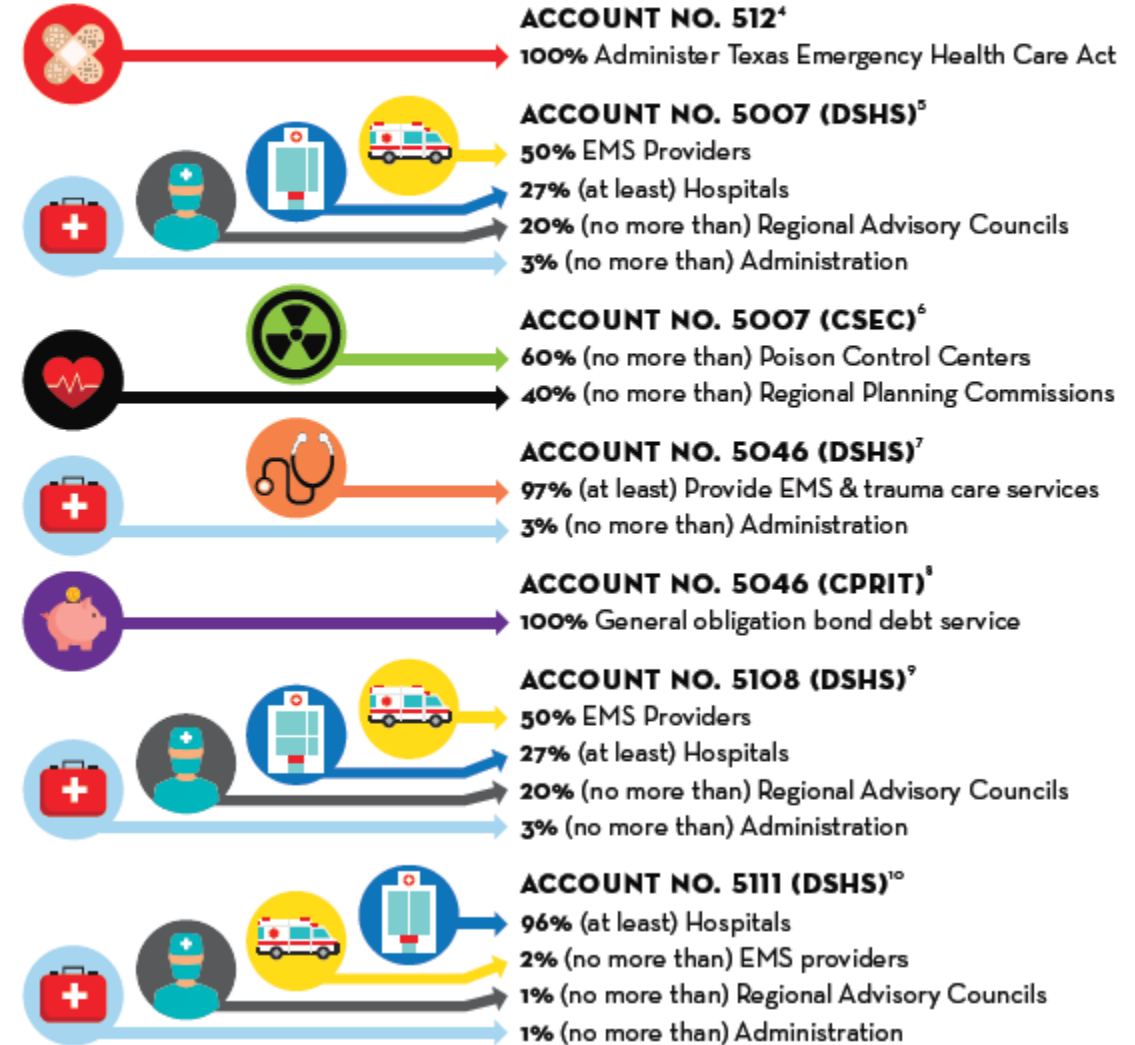 ACCOUNT NO. 512⁴
100% Administer Texas Emergency Health Care Act
ACCOUNT NO. 5007 (DSHS)⁵
50% EMS Providers
27% (at least) Hospitals
20% (no more than) Regional Advisory Councils
3% (no more than) Administration
ACCOUNT NO. 5007 (CSEC)⁶
60% (no more than) Poison Control Centers
40% (no more than) Regional Planning Commissions
ACCOUNT NO. 5046 (DSHS)⁷
97% (at least) Provide EMS & trauma care services
3% (no more than) Administration
ACCOUNT NO. 5046 (CPRIT)⁸
100% General obligation bond debt service
ACCOUNT NO. 5108 (DSHS)⁹
50% EMS Providers
27% (at least) Hospitals
20% (no more than) Regional Advisory Councils
3% (no more than) Administration
ACCOUNT NO. 5111 (DSHS)¹⁰
96% (at least) Hospitals
2% (no more than) EMS providers
1% (no more than) Regional Advisory Councils
1% (no more than) Administration